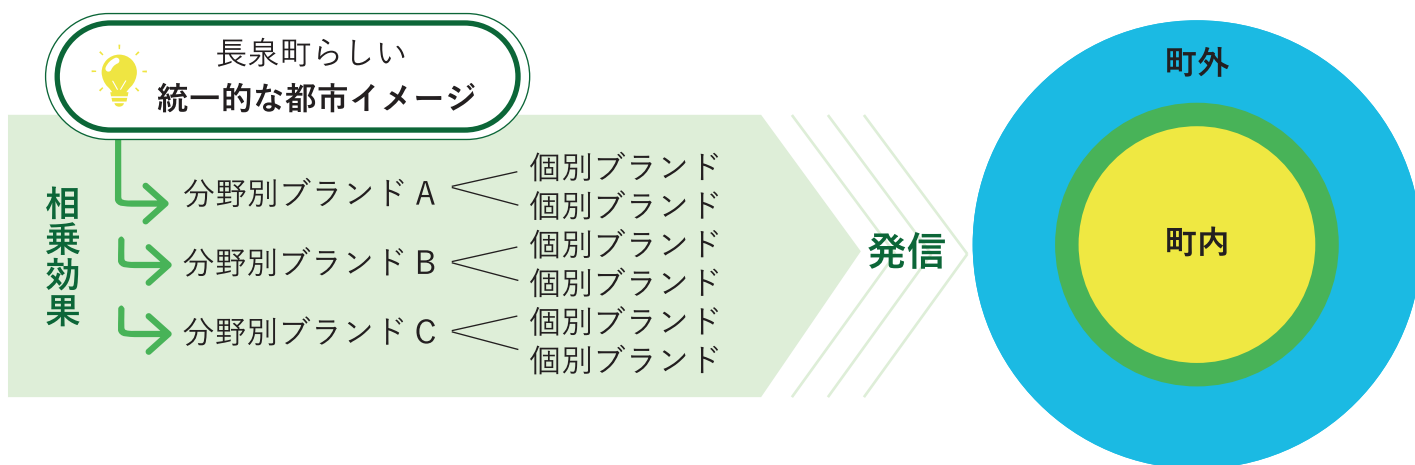 長泉町らしい
統一的な都市イメージ
相乗効果
分野別ブランド A
個別ブランド
個別ブランド
分野別ブランド B
個別ブランド
個別ブランド
分野別ブランド C
個別ブランド
個別ブランド
発信
町外
町内